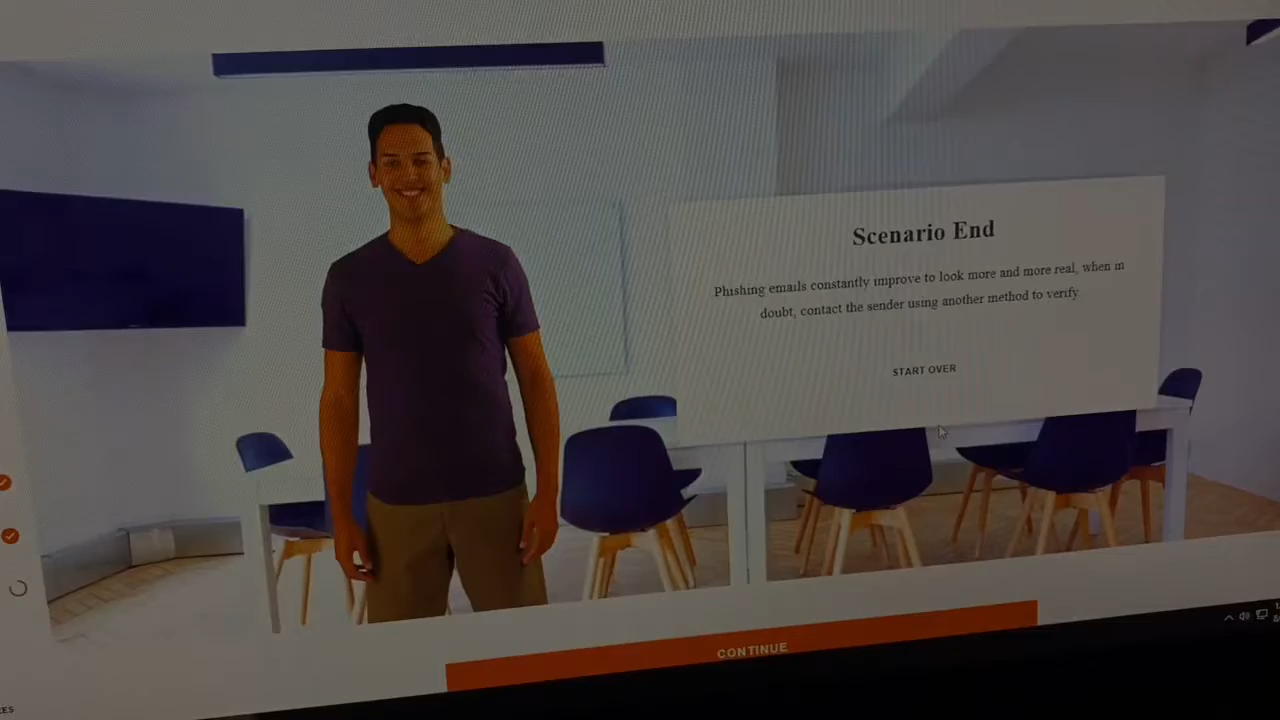 Scenario End
Phishing emails constantly improve to look more and more real, when in
doubt, contact the sender using another method to verify.
START OVER
CONTINUE